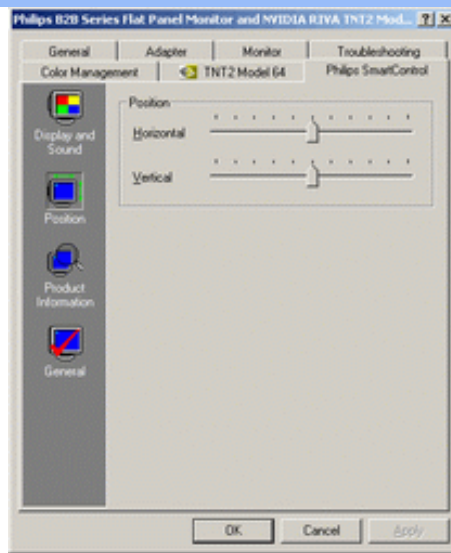 Philips B2B Series Flat Panel Monitor and NVIDIA RIVA TNT2 Mod...
General Adapter Monitor Troubleshooting
Color Management TNT2 Model 64 Philips SmartControl
Display and
Sound
Position
Product
Information
General
Position
Horizontal
Vertical
OK Cancel Apply